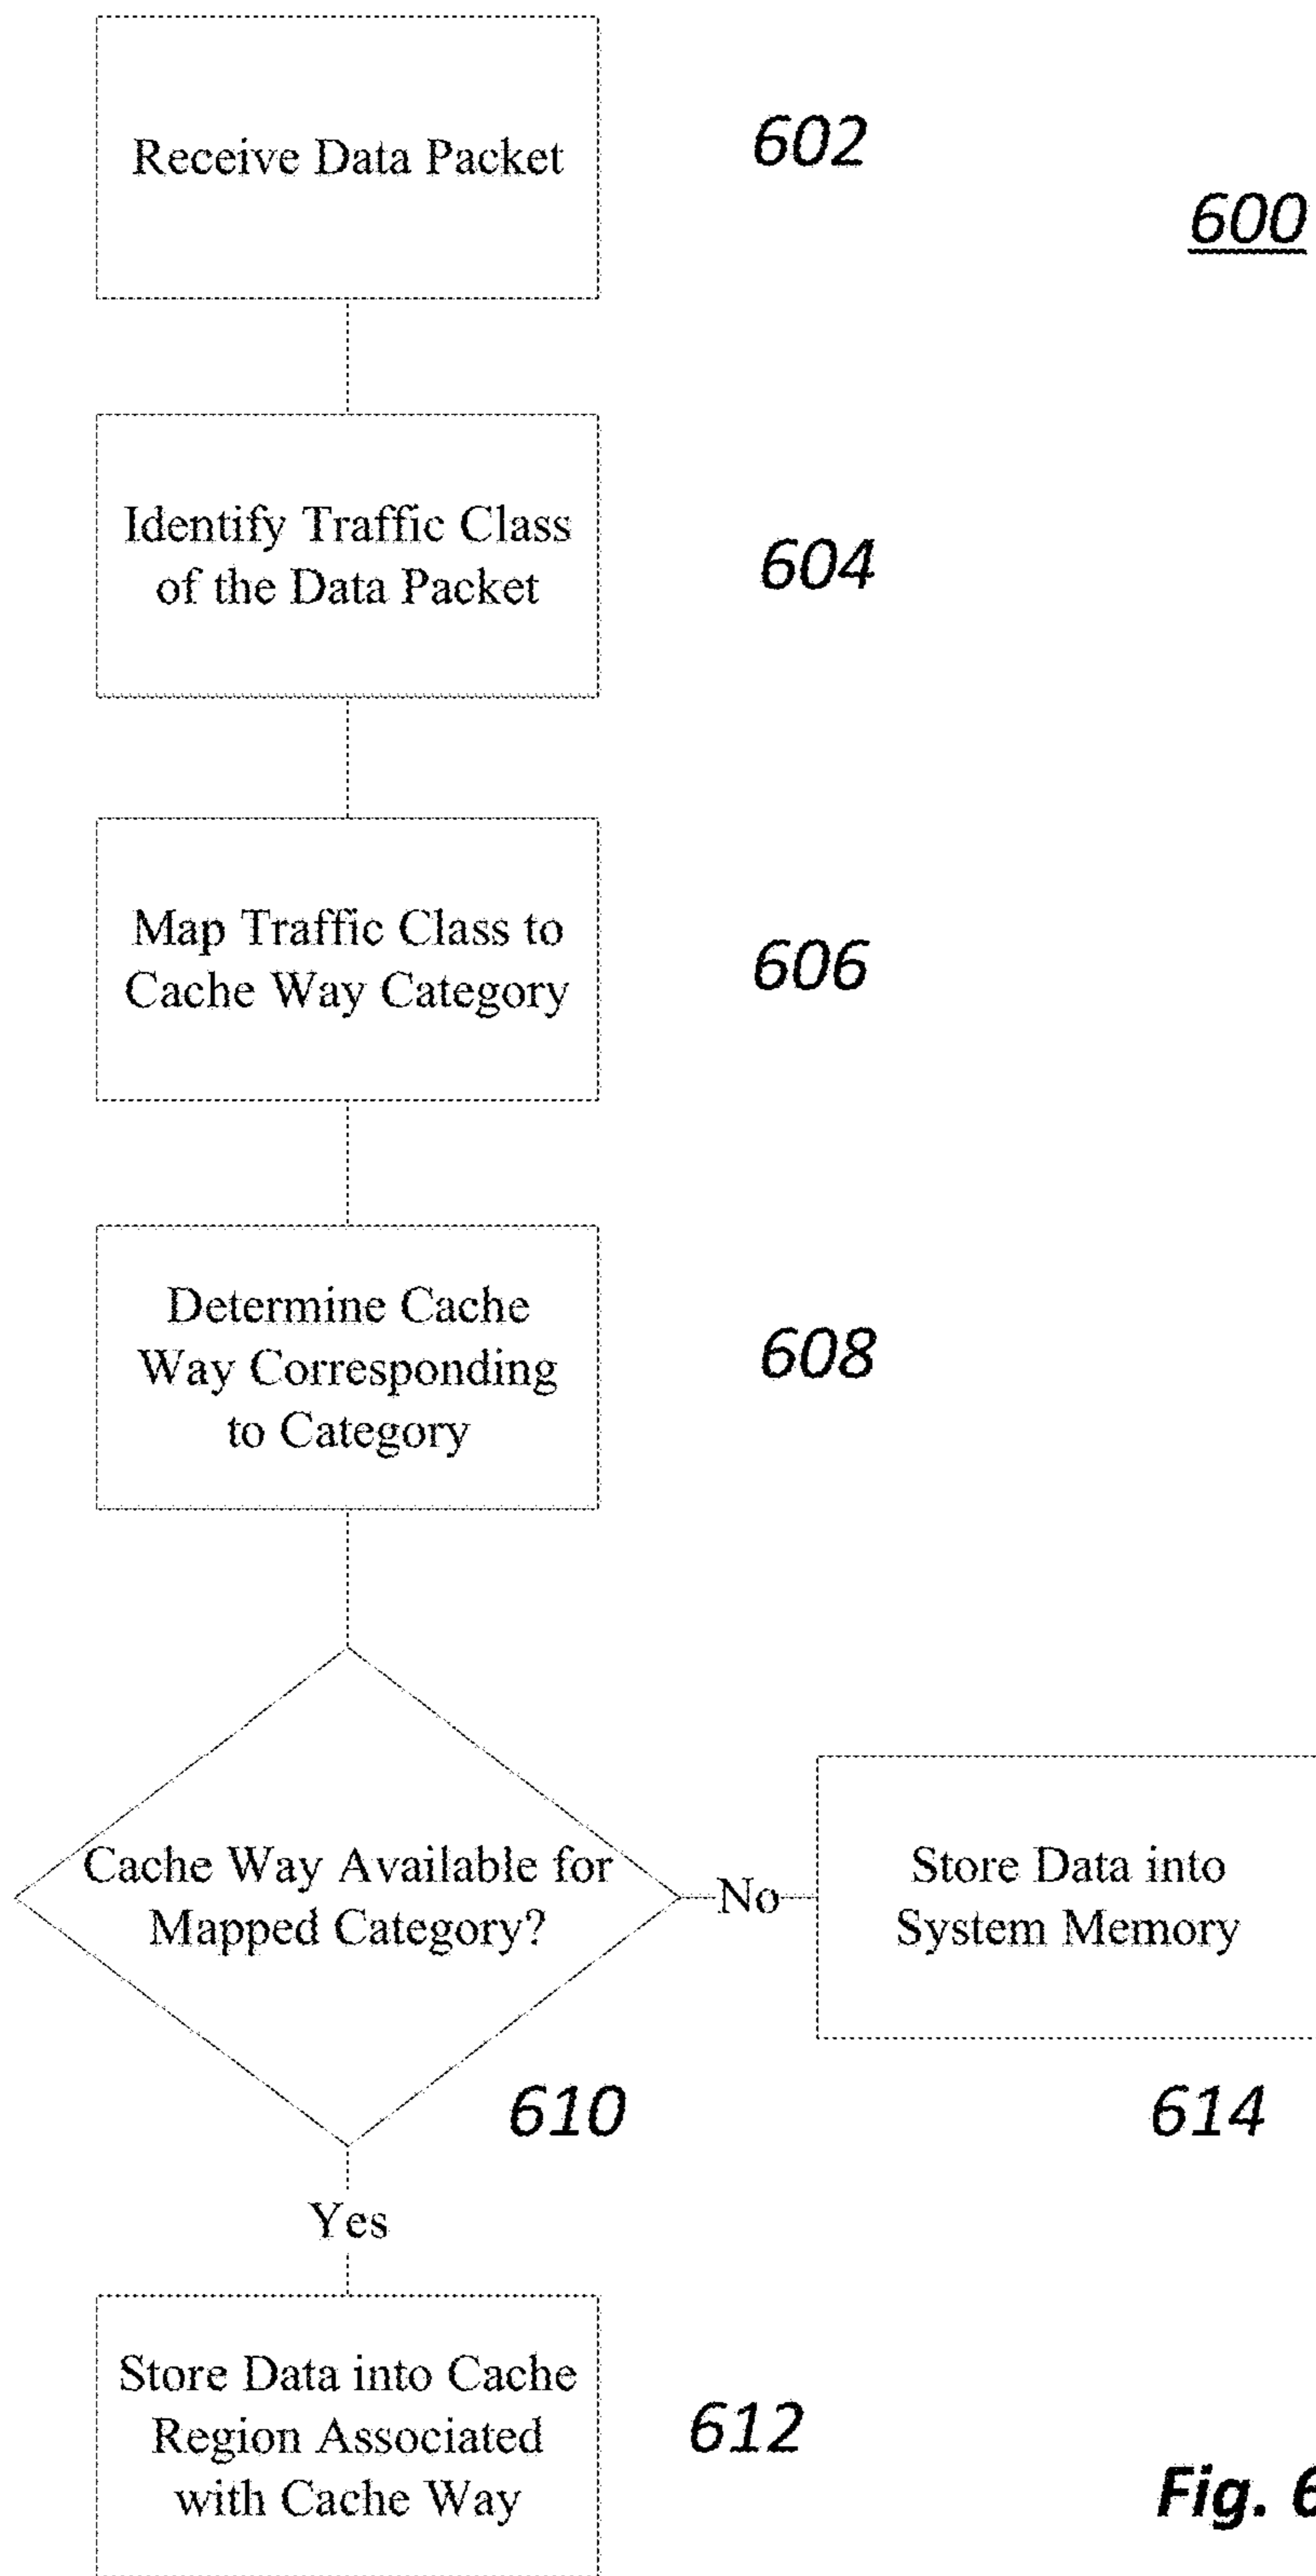 Receive Data Packet
602
600
Identify Traffic Class
of the Data Packet
604
Map Traffic Class to
Cache Way Category
606
Determine Cache
Way Corresponding
to Category
608
Cache Way Available for
Mapped Category?
No
Store Data into
System Memory
610
614
Yes
Store Data into Cache
Region Associated
with Cache Way
612
Fig. 6